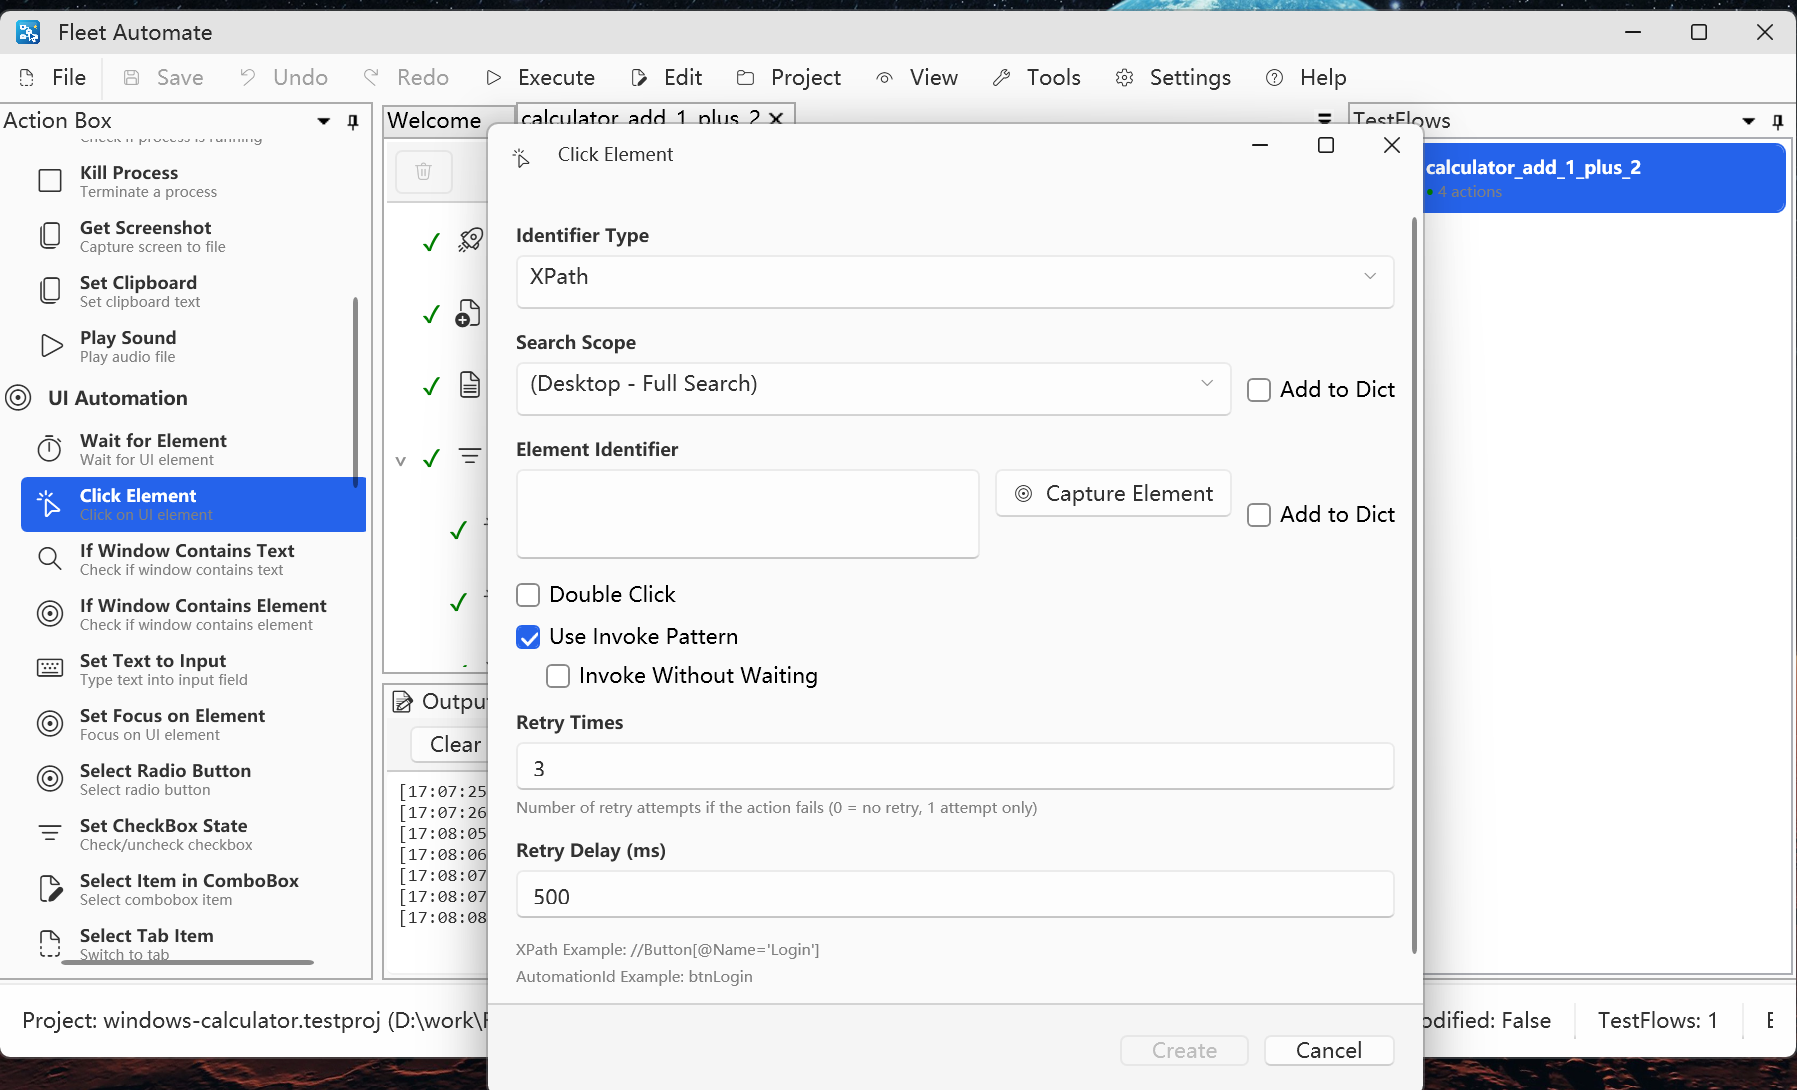 Fleet Automate
File Save Undo Redo Execute Edit Project View Tools Settings Help
Action Box
Check if process is running
Kill Process
Terminate a process
Get Screenshot
Capture screen to file
Set Clipboard
Set clipboard text
Play Sound
Play audio file
UI Automation
Wait for Element
Wait for UI element
Click Element
Click on UI element
If Window Contains Text
Check if window contains text
If Window Contains Element
Check if window contains element
Set Text to Input
Type text into input field
Set Focus on Element
Focus on UI element
Select Radio Button
Select radio button
Set CheckBox State
Check/uncheck checkbox
Select Item in ComboBox
Select combobox item
Select Tab Item
Switch to tab
Welcome
calculator_add_1_plus_2
Output
Clear
[17:07:25
[17:07:26
[17:08:05
[17:08:06
[17:08:07
[17:08:07
[17:08:08
Click Element
Identifier Type
XPath
Search Scope
(Desktop - Full Search)
Add to Dict
Element Identifier
Capture Element
Add to Dict
Double Click
Use Invoke Pattern
Invoke Without Waiting
Retry Times
3
Number of retry attempts if the action fails (0 = no retry, 1 attempt only)
Retry Delay (ms)
500
XPath Example: //Button[@Name='Login']
AutomationId Example: btnLogin
Create
Cancel
TestFlows
calculator_add_1_plus_2
4 actions
Project: windows-calculator.testproj (D:\work\
odified: False
TestFlows: 1